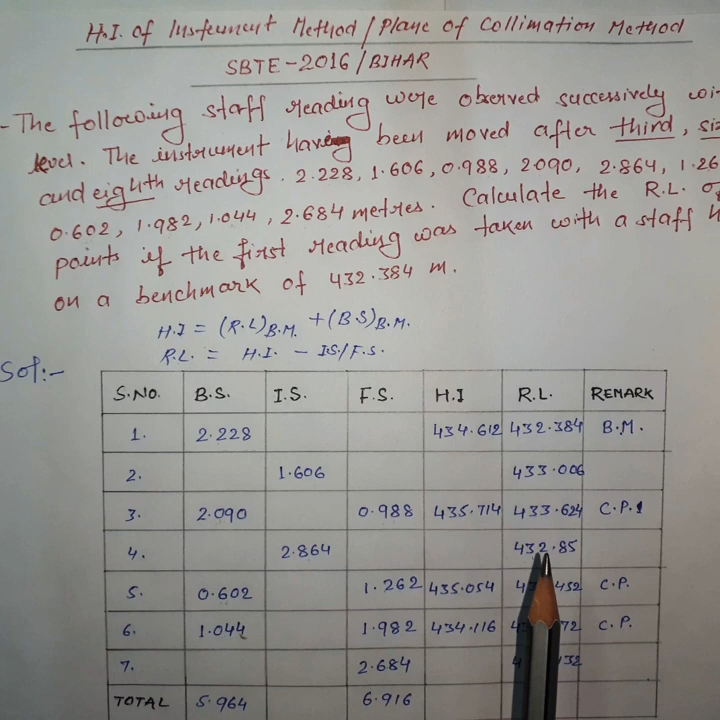 H.I. of Instrument Method / Plane of Collimation Method
SBTE-2016/BIHAR
- The following staff reading were observed successively
level. The instrument having been moved after third,
and eighth readings. 2.228, 1.606, 0.988, 2.090, 2.864, 1.26
0.602, 1.982, 1.044, 2.684 metres. Calculate the R.L.
points if the first reading was taken with a staff
on a benchmark of 432.384 m.
H.I = (R.L)B.M. + (B.S)B.M.
R.L. = H.I. - I.S./F.S.
Sol:-
S.NO. B.S. I.S. F.S. H.I R.L. REMARK
1. 2.228 434.612 432.384 B.M.
2. 1.606 433.006
3. 2.090 0.988 435.714 433.624 C.P.1
4. 2.864 432.85
5. 0.602 1.262 435.054 452 C.P.
6. 1.044 1.982 434.116 72 C.P.
7. 2.684 132
TOTAL 5.964 6.916